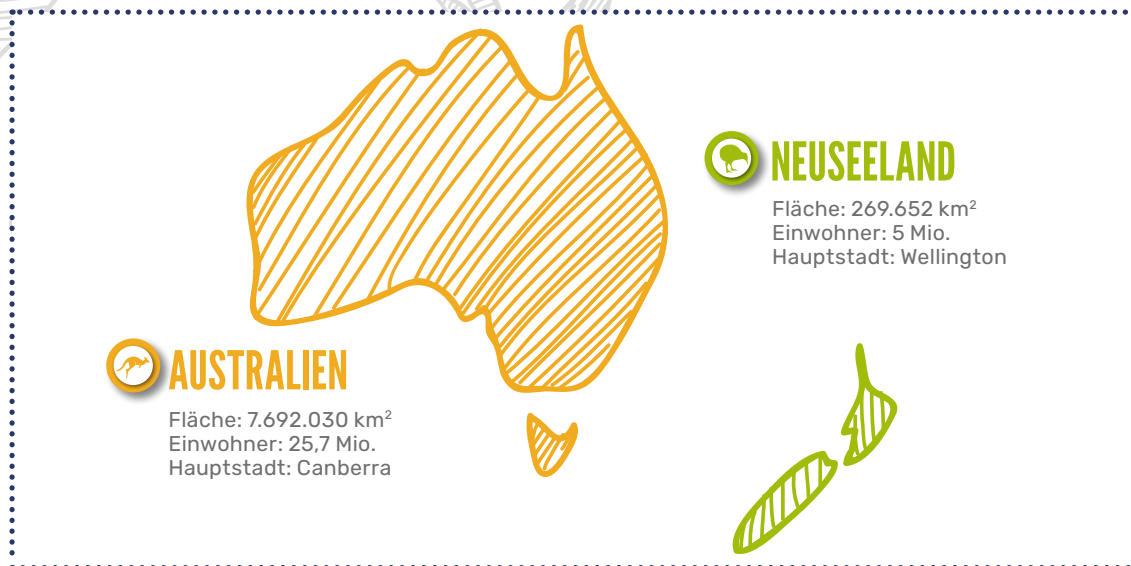 NEUSEELAND
Fläche: 269.652 km²
Einwohner: 5 Mio.
Hauptstadt: Wellington
AUSTRALIEN
Fläche: 7.692.030 km²
Einwohner: 25,7 Mio.
Hauptstadt: Canberra